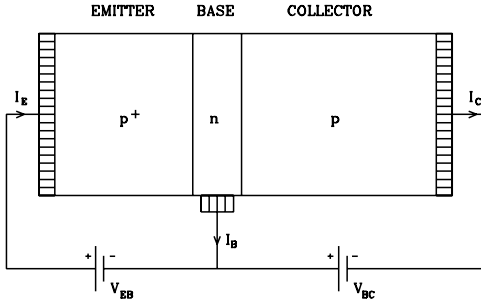 EMITTER BASE COLLECTOR
I_E I_C
p+ n p
I_B
+ - + -
V_EB V_BC